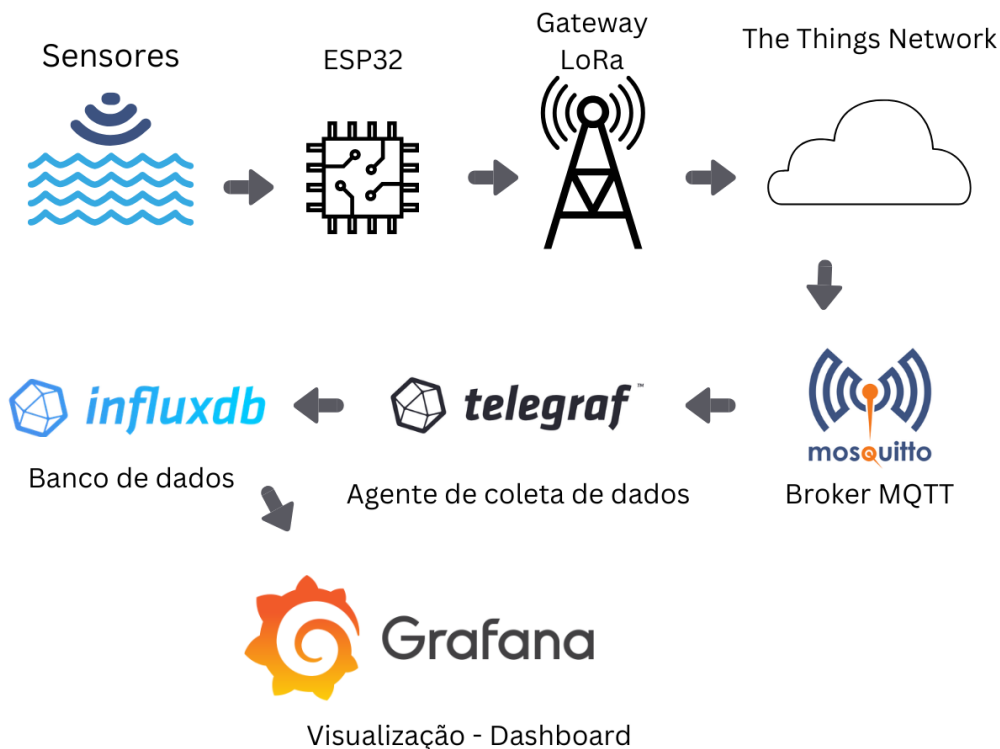 Sensores
ESP32
Gateway
LoRa
The Things Network
influxdb
Banco de dados
telegraf™
Agente de coleta de dados
mosquitto
Broker MQTT
Grafana
Visualização - Dashboard